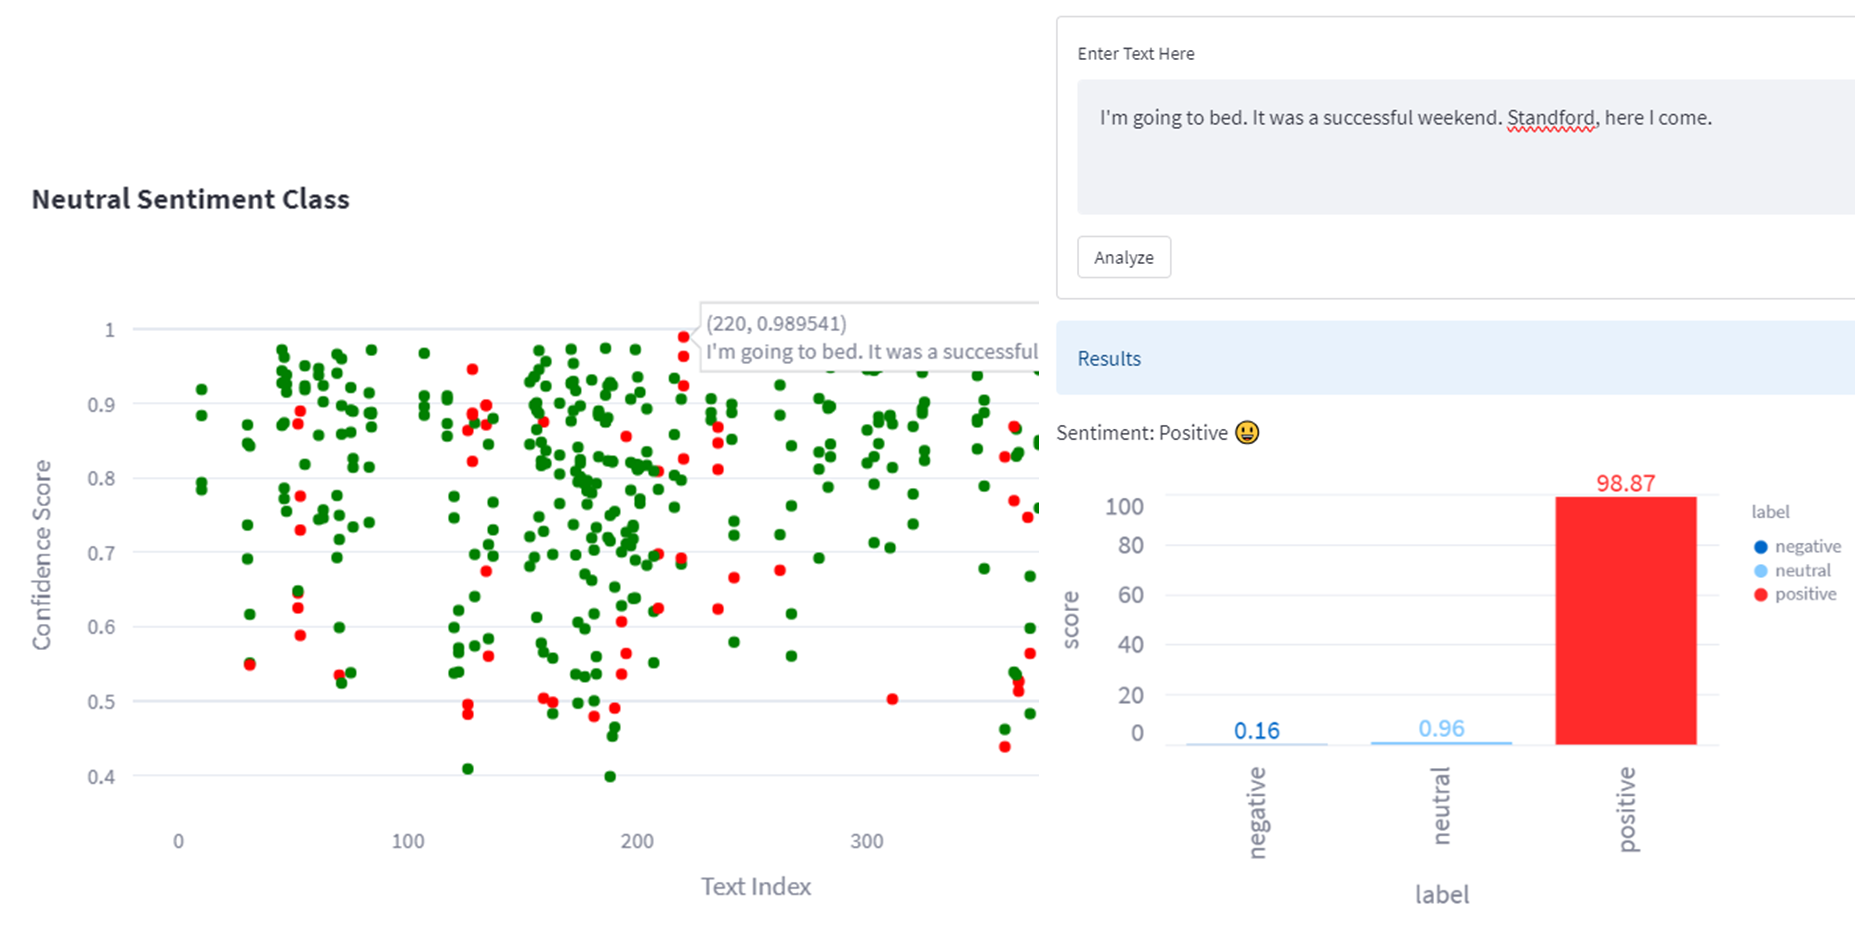 Neutral Sentiment Class
(220, 0.989541)
I'm going to bed. It was a successful
1
0.9
0.8
0.7
0.6
0.5
0.4
Confidence Score
0 100 200 300
Text Index
Enter Text Here
I'm going to bed. It was a successful weekend. Standford, here I come.
Analyze
Results
Sentiment: Positive 😃
98.87
0.96
0.16
100
80
60
40
20
0
score
negative neutral positive
label
label
negative
neutral
positive